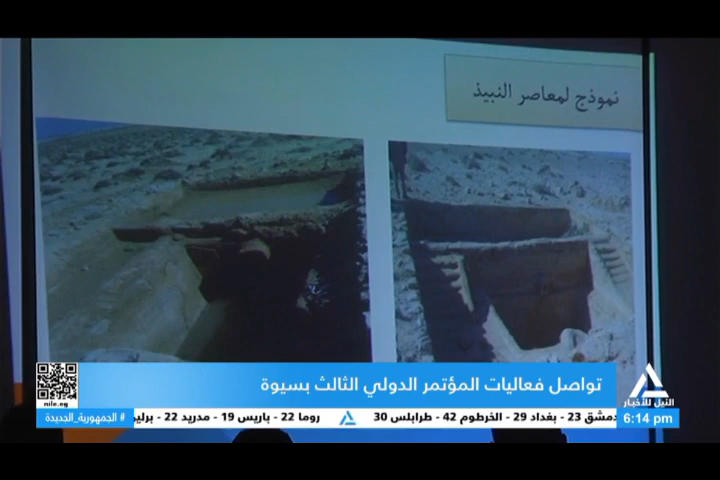 نموذج لمعاصر النبيذ
تواصل فعاليات المؤتمر الدولي الثالث بسيوة
nile.eg
النيل للأخبار
# الجمهورية_الجديدة
دمشق 23 - بغداد 29 - الخرطوم 42 - طرابلس 30
روما 22 - باريس 19 - مدريد 22 -
6:14 pm